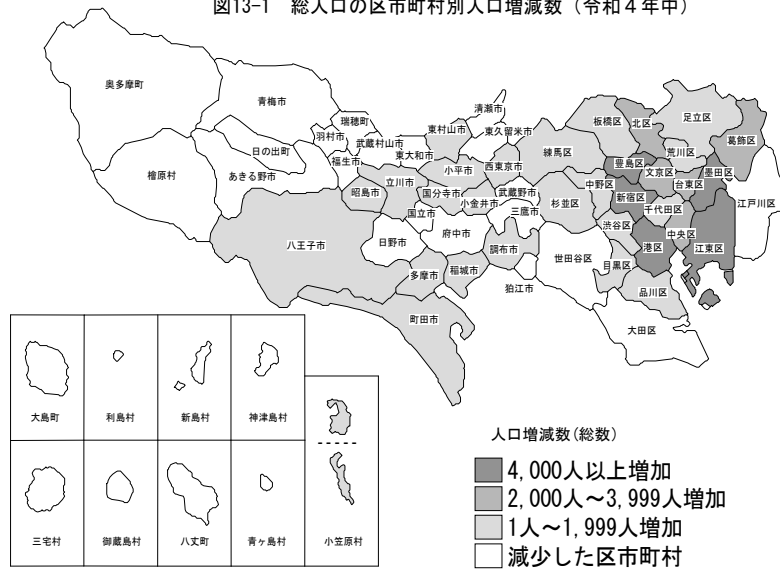 図13-1 総人口の区市町村別人口増減数（令和４年中）
奥多摩町
青梅市
瑞穂町
羽村市
武蔵村山市
日の出町
福生市
東大和市
東村山市
清瀬市
東久留米市
檜原村
あきる野市
昭島市
立川市
小平市
西東京市
国分寺市
小金井市
武蔵野市
国立市
三鷹市
八王子市
日野市
府中市
調布市
多摩市
稲城市
狛江市
町田市
練馬区
板橋区
北区
足立区
葛飾区
豊島区
文京区
荒川区
台東区
墨田区
中野区
新宿区
千代田区
江戸川区
杉並区
渋谷区
港区
中央区
江東区
世田谷区
目黒区
品川区
大田区
大島町
利島村
新島村
神津島村
三宅村
御蔵島村
八丈町
青ヶ島村
小笠原村
人口増減数(総数)
4,000人以上増加
2,000人～3,999人増加
1人～1,999人増加
減少した区市町村